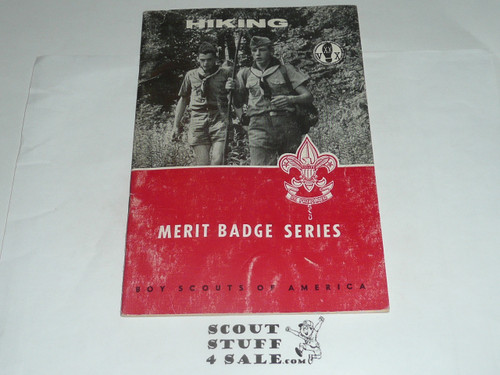 HIKING
MERIT BADGE SERIES
BOY SCOUTS OF AMERICA
SCOUT
STUFF
4 SALE.com